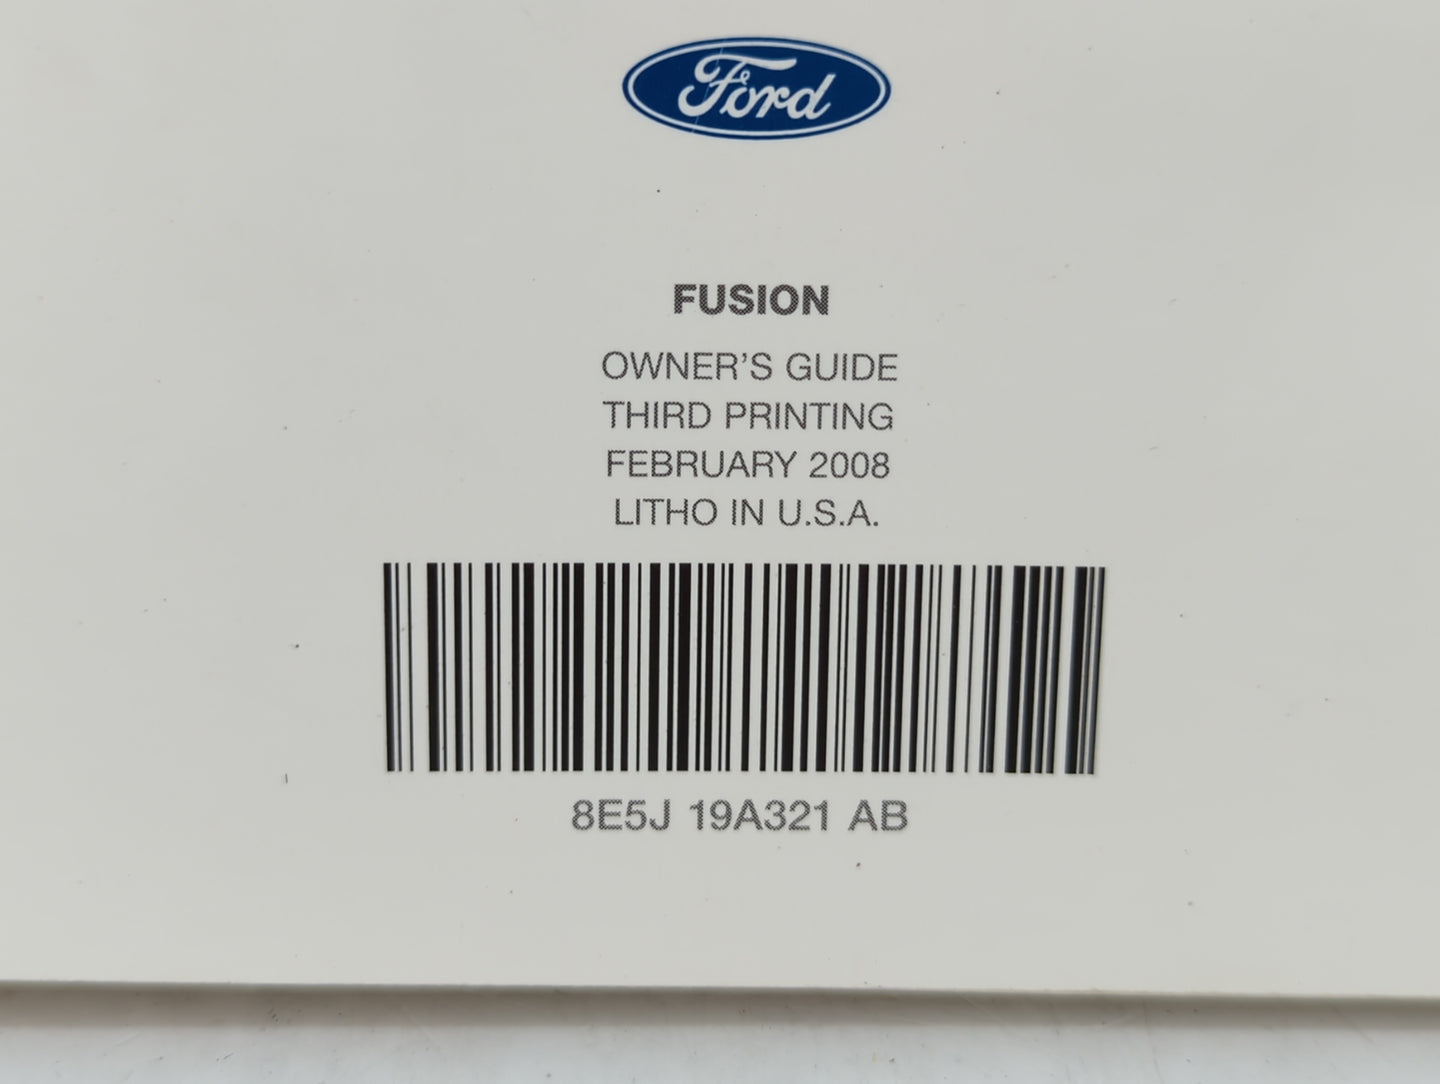 Ford
FUSION
OWNER'S GUIDE
THIRD PRINTING
FEBRUARY 2008
LITHO IN U.S.A.
8E5J 19A321 AB